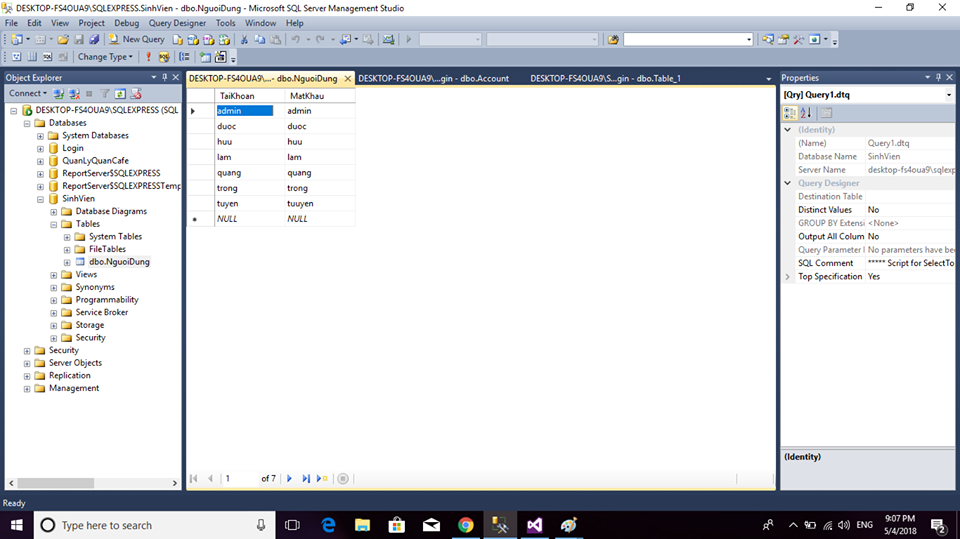 DESKTOP-FS4OUA9\SQLEXPRESS.SinhVien - dbo.NguoiDung - Microsoft SQL Server Management Studio
File Edit View Project Debug Query Designer Tools Window Help
New Query
Change Type
Object Explorer
Connect
DESKTOP-FS4OUA9\SQLEXPRESS (SQL
Databases
System Databases
Login
QuanLyQuanCafe
ReportServer$SQLEXPRESS
ReportServer$SQLEXPRESSTemp
SinhVien
Database Diagrams
Tables
System Tables
FileTables
dbo.NguoiDung
Views
Synonyms
Programmability
Service Broker
Storage
Security
Security
Server Objects
Replication
Management
DESKTOP-FS4OUA9\...- dbo.NguoiDung
DESKTOP-FS4OUA9\...gin - dbo.Account
DESKTOP-FS4OUA9\S...gin - dbo.Table_1
TaiKhoan MatKhau
admin admin
duoc duoc
huu huu
lam lam
quang quang
trong trong
tuyen tuuyen
NULL NULL
1 of 7
Properties
[Qry] Query1.dtq
(Identity)
(Name) Query1.dtq
Database Name SinhVien
Server Name desktop-fs4oua9\sqlexp
Query Designer
Destination Table
Distinct Values No
GROUP BY Extensi <None>
Output All Colum No
Query Parameter l No parameters have bee
SQL Comment ***** Script for SelectTo
Top Specification Yes
(Identity)
Ready
Type here to search
ENG
9:07 PM
5/4/2018
2